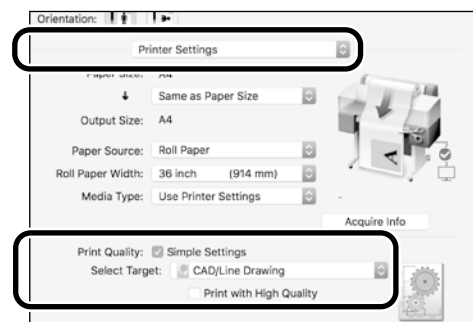 Orientation:
Printer Settings
Paper Size: A4
Same as Paper Size
Output Size: A4
Paper Source: Roll Paper
Roll Paper Width: 36 inch (914 mm)
Media Type: Use Printer Settings
-
Acquire Info
Print Quality: Simple Settings
Select Target: CAD/Line Drawing
Print with High Quality